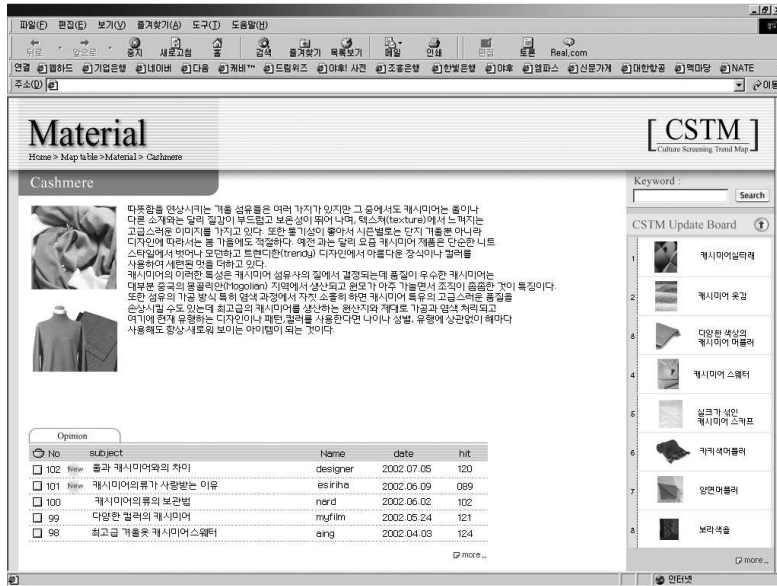 파일(F) 편집(E) 보기(V) 즐겨찾기(A) 도구(T) 도움말(H)
뒤로 앞으로 중지 새로고침 홈 검색 즐겨찾기 목록보기 메일 인쇄 편집 토론 Real.com
연결 웹하드 기업은행 네이버 다음 캐비™ 드림위즈 야후! 사전 조흥은행 한빛은행 야후 엠파스 신문가게 대한항공 맥마당 NATE
주소(D) 이동
Material
Home > Map table >Material > Cashmere
[ CSTM ]
Culture Screening Trend Map
Cashmere
따뜻함을 연상시키는 겨울 섬유들은 여러 가지가 있지만 그 중에서도 캐시미어는 울이나
다른 소재와는 달리 질감이 부드럽고 보온성이 뛰어 나며, 텍스쳐(texture)에서 느껴지는
고급스러운 이미지를 가지고 있다. 또한 통기성이 좋아서 시즌별로는 단지 겨울뿐 아니라
디자인에 따라서는 봄 가을에도 적절하다. 예전 과는 달리 요즘 캐시미어 제품은 단순한 니트
스타일에서 벗어나 모던하고 트렌디한(trendy) 디자인에서 아름다운 장식이나 컬러를
사용하여 세련된 멋을 더하고 있다.
캐시미어의 이러한 특성은 캐시미어 섬유사의 질에서 결정되는데 품질이 우수한 캐시미어는
대부분 중국의 몽골리안(Mogolian) 지역에서 생산되고 원모가 아주 가늘면서 조직이 촘촘한 것이 특징이다.
또한 섬유의 가공 방식 특히 염색 과정에서 자칫 소홀히 하면 캐시미어 특유의 고급스러운 품질을
손상시킬 수도 있는데 최고급의 캐시미어를 생산하는 원산지와 제대로 가공과 염색 처리되고
여기에 현재 유행하는 디자인이나 패턴,컬러를 사용한다면 나이나 성별, 유행에 상관없이 해마다
사용해도 항상 새로워 보이는 아이템이 되는 것이다.
Opinion
No subject Name date hit
102 New 울과 캐시미어와의 차이 designer 2002.07.05 120
101 New 캐시미어의류가 사랑받는 이유 esiriha 2002.06.09 089
100 캐시미어의류의 보관법 nard 2002.06.02 102
99 다양한 컬러의 캐시미어 myfilm 2002.05.24 121
98 최고급 겨울옷 캐시미어스웨터 aing 2002.04.03 124
more..
Keyword :
Search
CSTM Update Board
1 캐시미어실타래
2 캐시미어 옷감
3 다양한 색상의
캐시미어 머플러
4 캐시미어 스웨터
5 실크가 섞인
캐시미어 스카프
6 카키색머플러
7 양면머플러
8 보라색숄
more..
인터넷